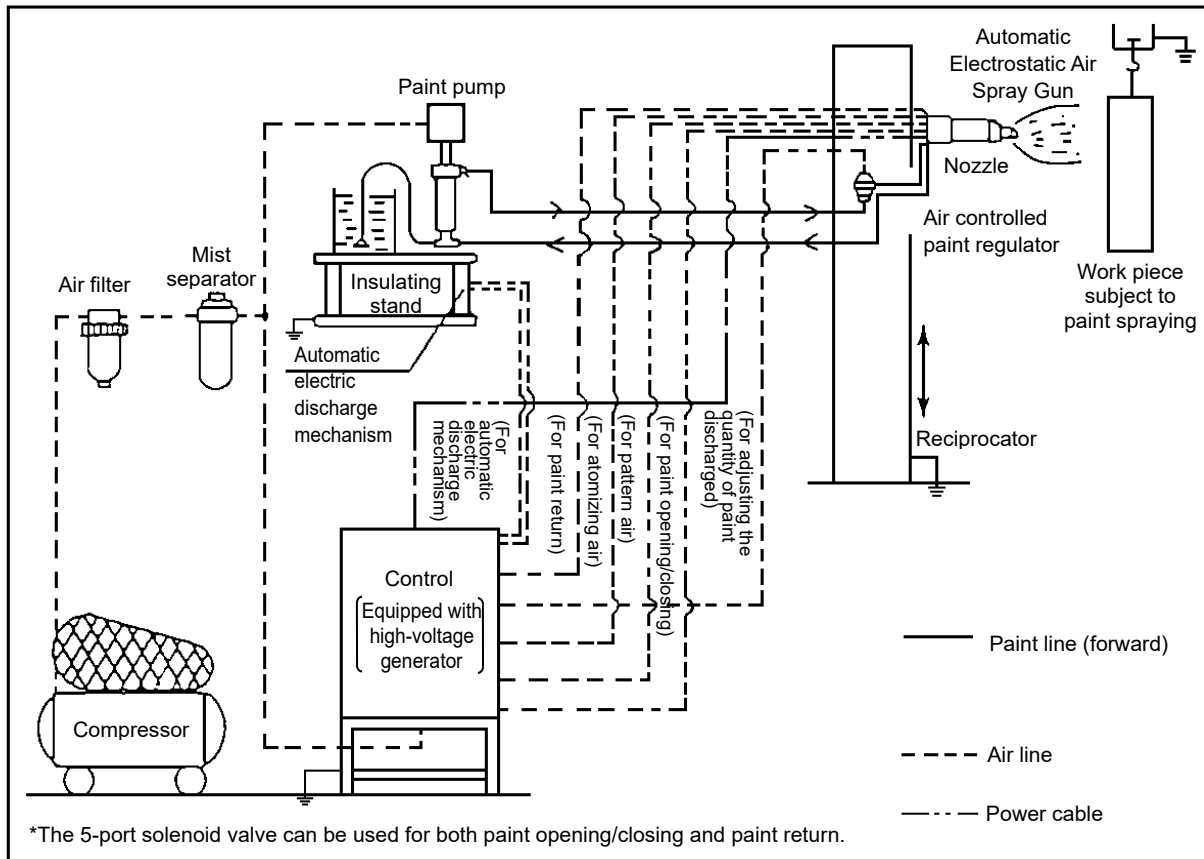 Automatic
Electrostatic Air
Spray Gun
Paint pump
Nozzle
Air controlled
paint regulator
Work piece
subject to
paint spraying
Mist
separator
Air filter
Insulating
stand
Automatic
electric
discharge
mechanism
Reciprocator
(For
automatic
electric
discharge
mechanism)
(For paint return)
(For atomizing air)
(For pattern air)
(For paint opening/closing)
(For adjusting the
quantity of paint
discharged)
Control
Equipped with
high-voltage
generator
Compressor
Paint line (forward)
Air line
Power cable
*The 5-port solenoid valve can be used for both paint opening/closing and paint return.